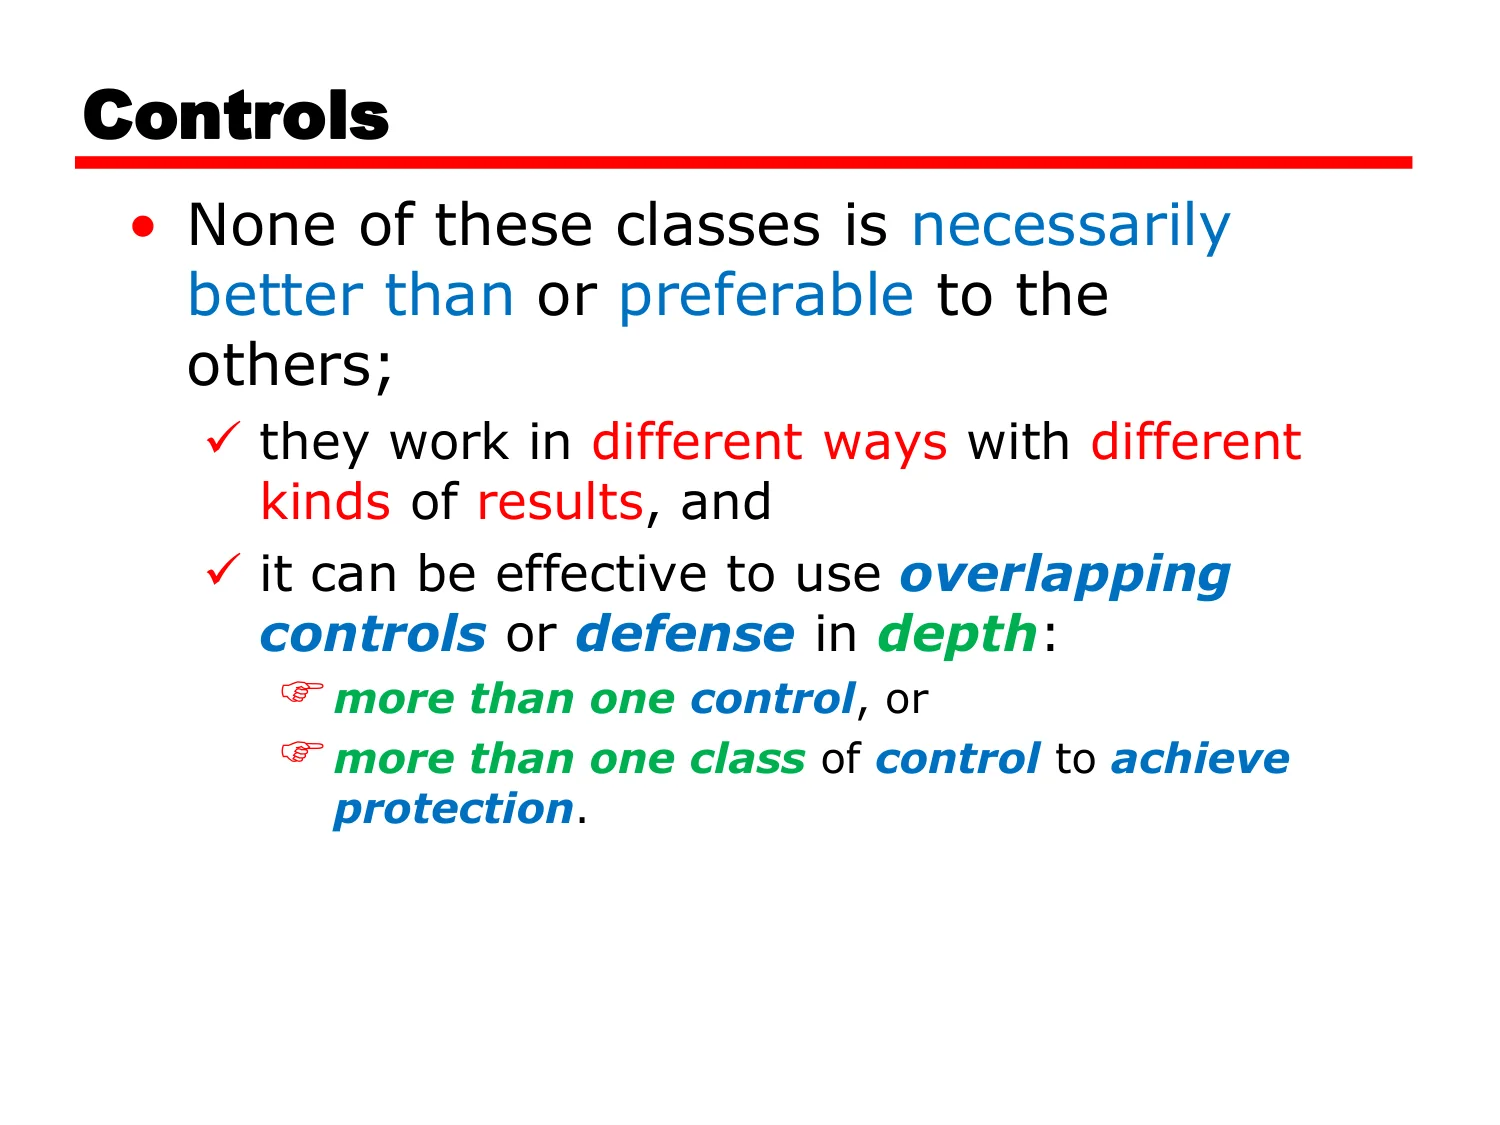 Controls
• None of these classes is necessarily
better than or preferable to the
others;
✓ they work in different ways with different
kinds of results, and
✓ it can be effective to use overlapping
controls or defense in depth:
☞ more than one control, or
☞ more than one class of control to achieve
protection.